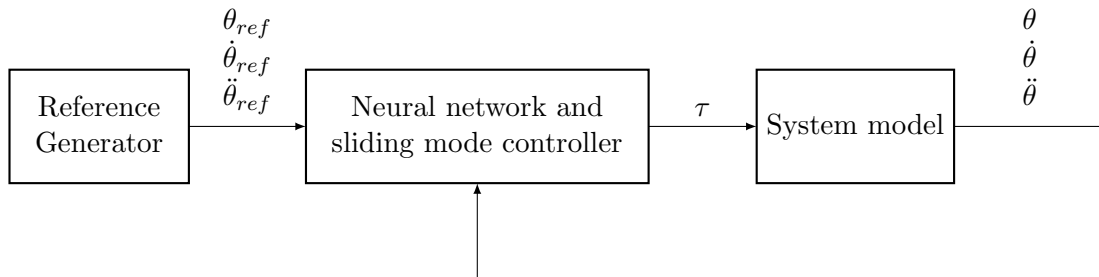 θ_ref
θ̇_ref
θ̈_ref
Reference
Generator
Neural network and
sliding mode controller
τ
System model
θ
θ̇
θ̈